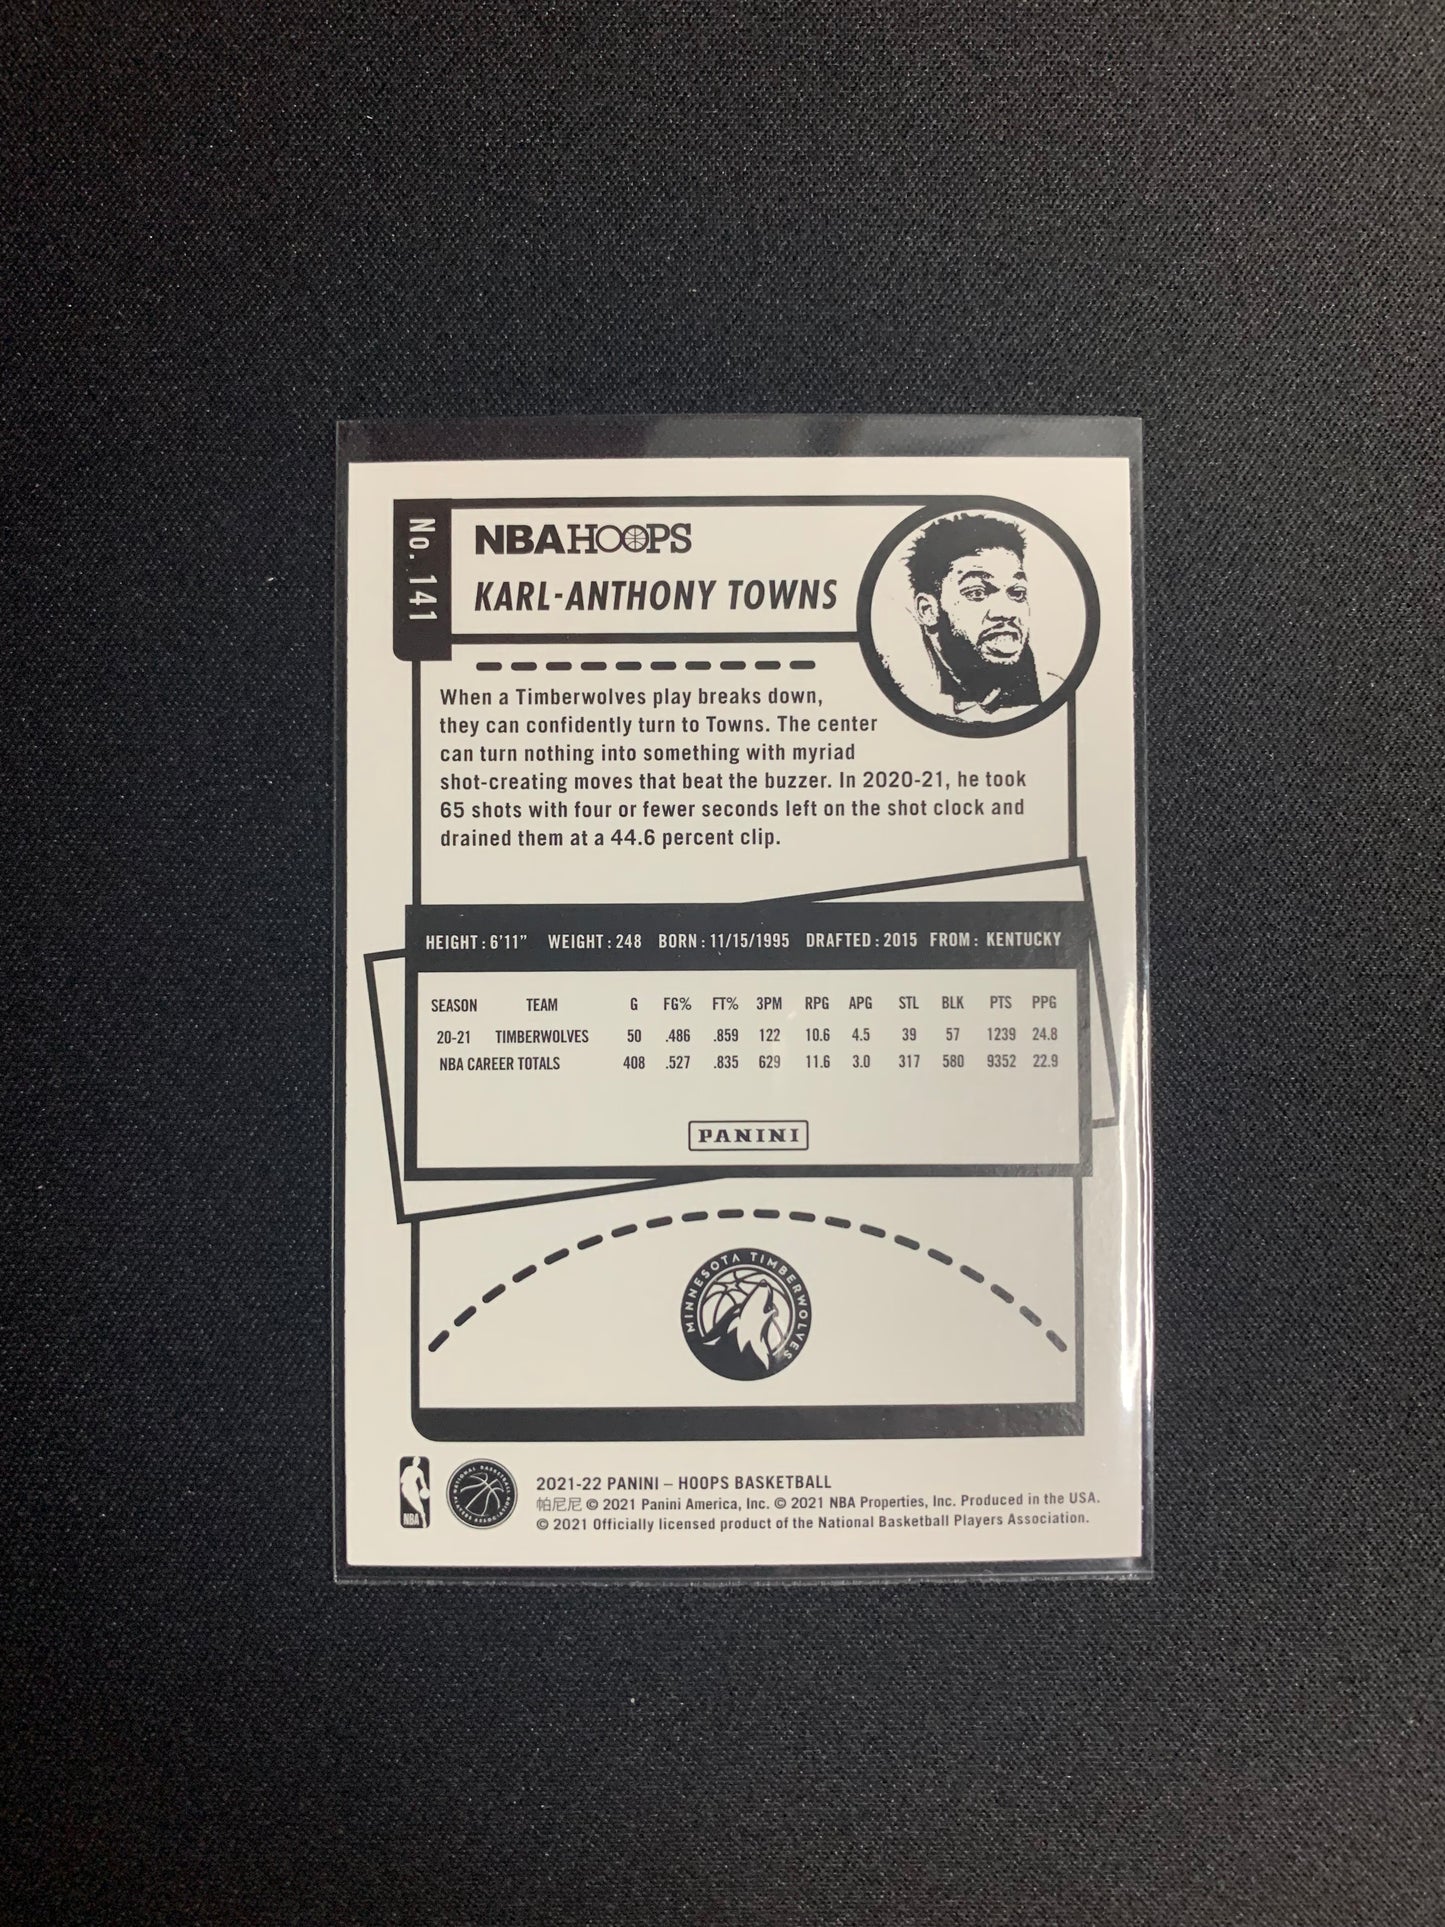 No. 141
NBA HOOPS
KARL-ANTHONY TOWNS
When a Timberwolves play breaks down,
they can confidently turn to Towns. The center
can turn nothing into something with myriad
shot-creating moves that beat the buzzer. In 2020-21, he took
65 shots with four or fewer seconds left on the shot clock and
drained them at a 44.6 percent clip.
HEIGHT: 6'11" WEIGHT: 248 BORN: 11/15/1995 DRAFTED: 2015 FROM: KENTUCKY
SEASON TEAM G FG% FT% 3PM RPG APG STL BLK PTS PPG
20-21 TIMBERWOLVES 50 .486 .859 122 10.6 4.5 39 57 1239 24.8
NBA CAREER TOTALS 408 .527 .835 629 11.6 3.0 317 580 9352 22.9
PANINI
MINNESOTA TIMBERWOLVES
NBA
NATIONAL BASKETBALL PLAYERS ASSOCIATION
2021-22 PANINI – HOOPS BASKETBALL
帕尼尼 © 2021 Panini America, Inc. © 2021 NBA Properties, Inc. Produced in the USA.
© 2021 Officially licensed product of the National Basketball Players Association.